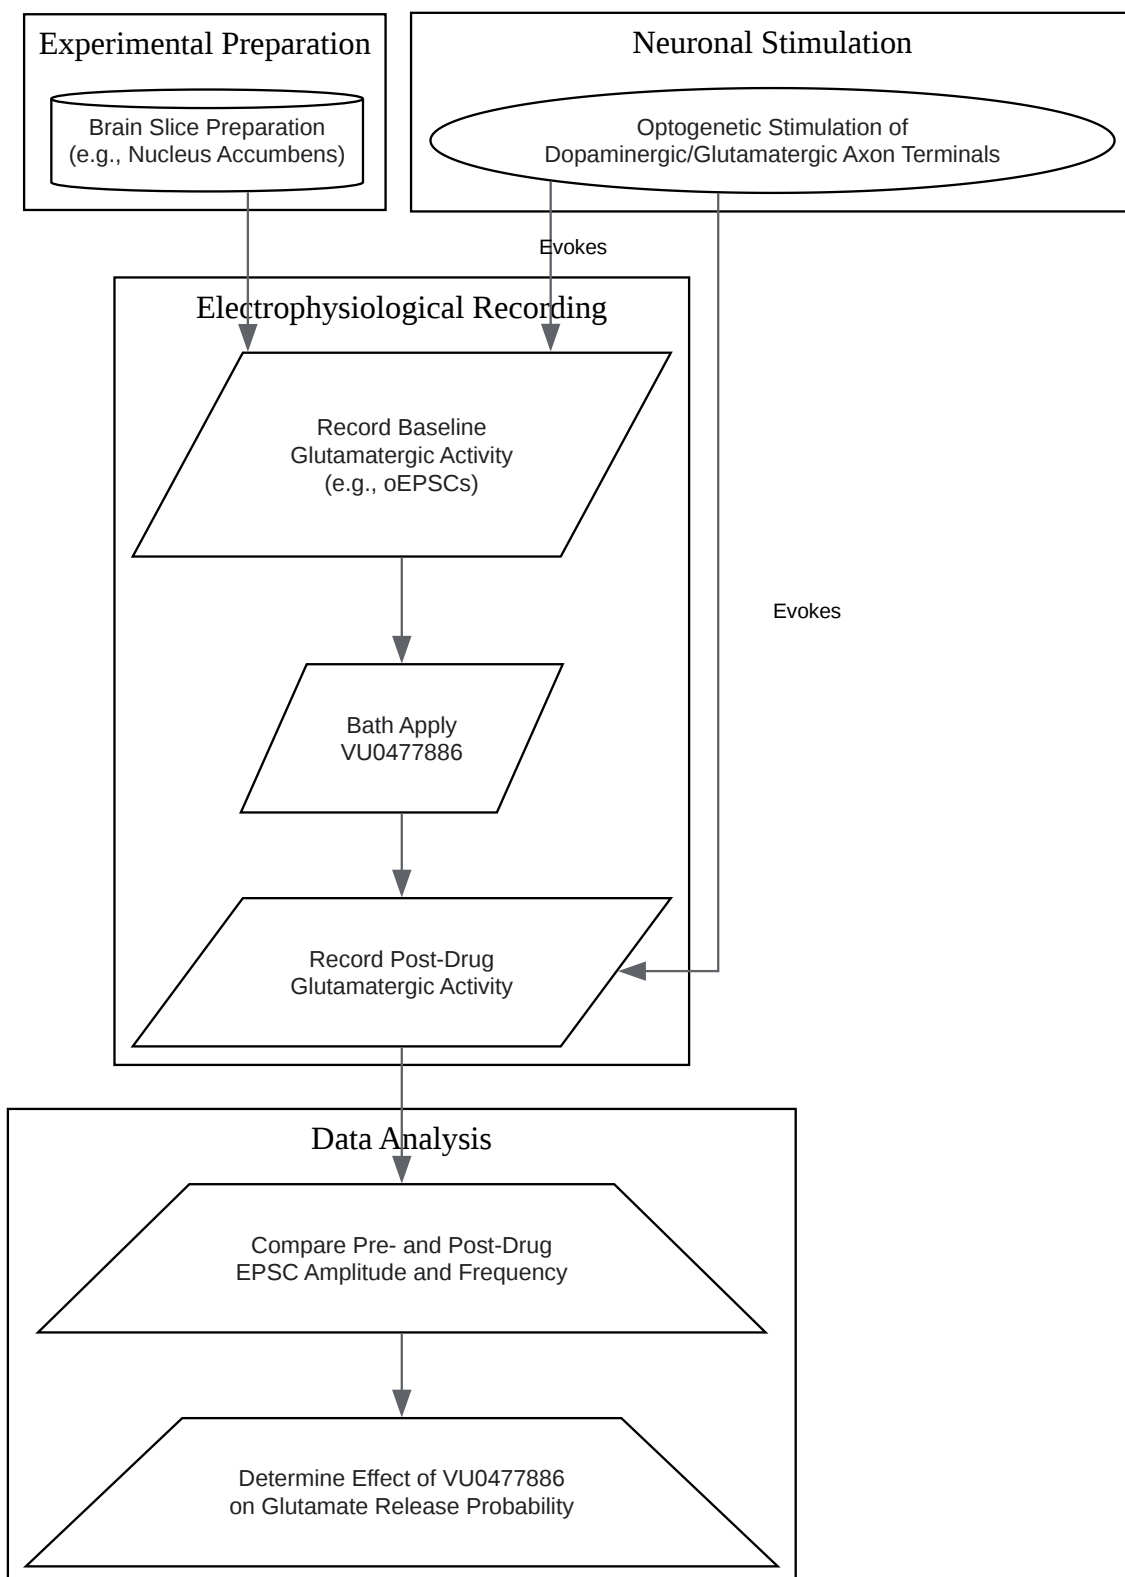 Experimental Preparation
Brain Slice Preparation
(e.g., Nucleus Accumbens)
Neuronal Stimulation
Optogenetic Stimulation of
Dopaminergic/Glutamatergic Axon Terminals
Evokes
Electrophysiological Recording
Record Baseline
Glutamatergic Activity
(e.g., oEPSCs)
Evokes
Bath Apply
VU0477886
Record Post-Drug
Glutamatergic Activity
Data Analysis
Compare Pre- and Post-Drug
EPSC Amplitude and Frequency
Determine Effect of VU0477886
on Glutamate Release Probability